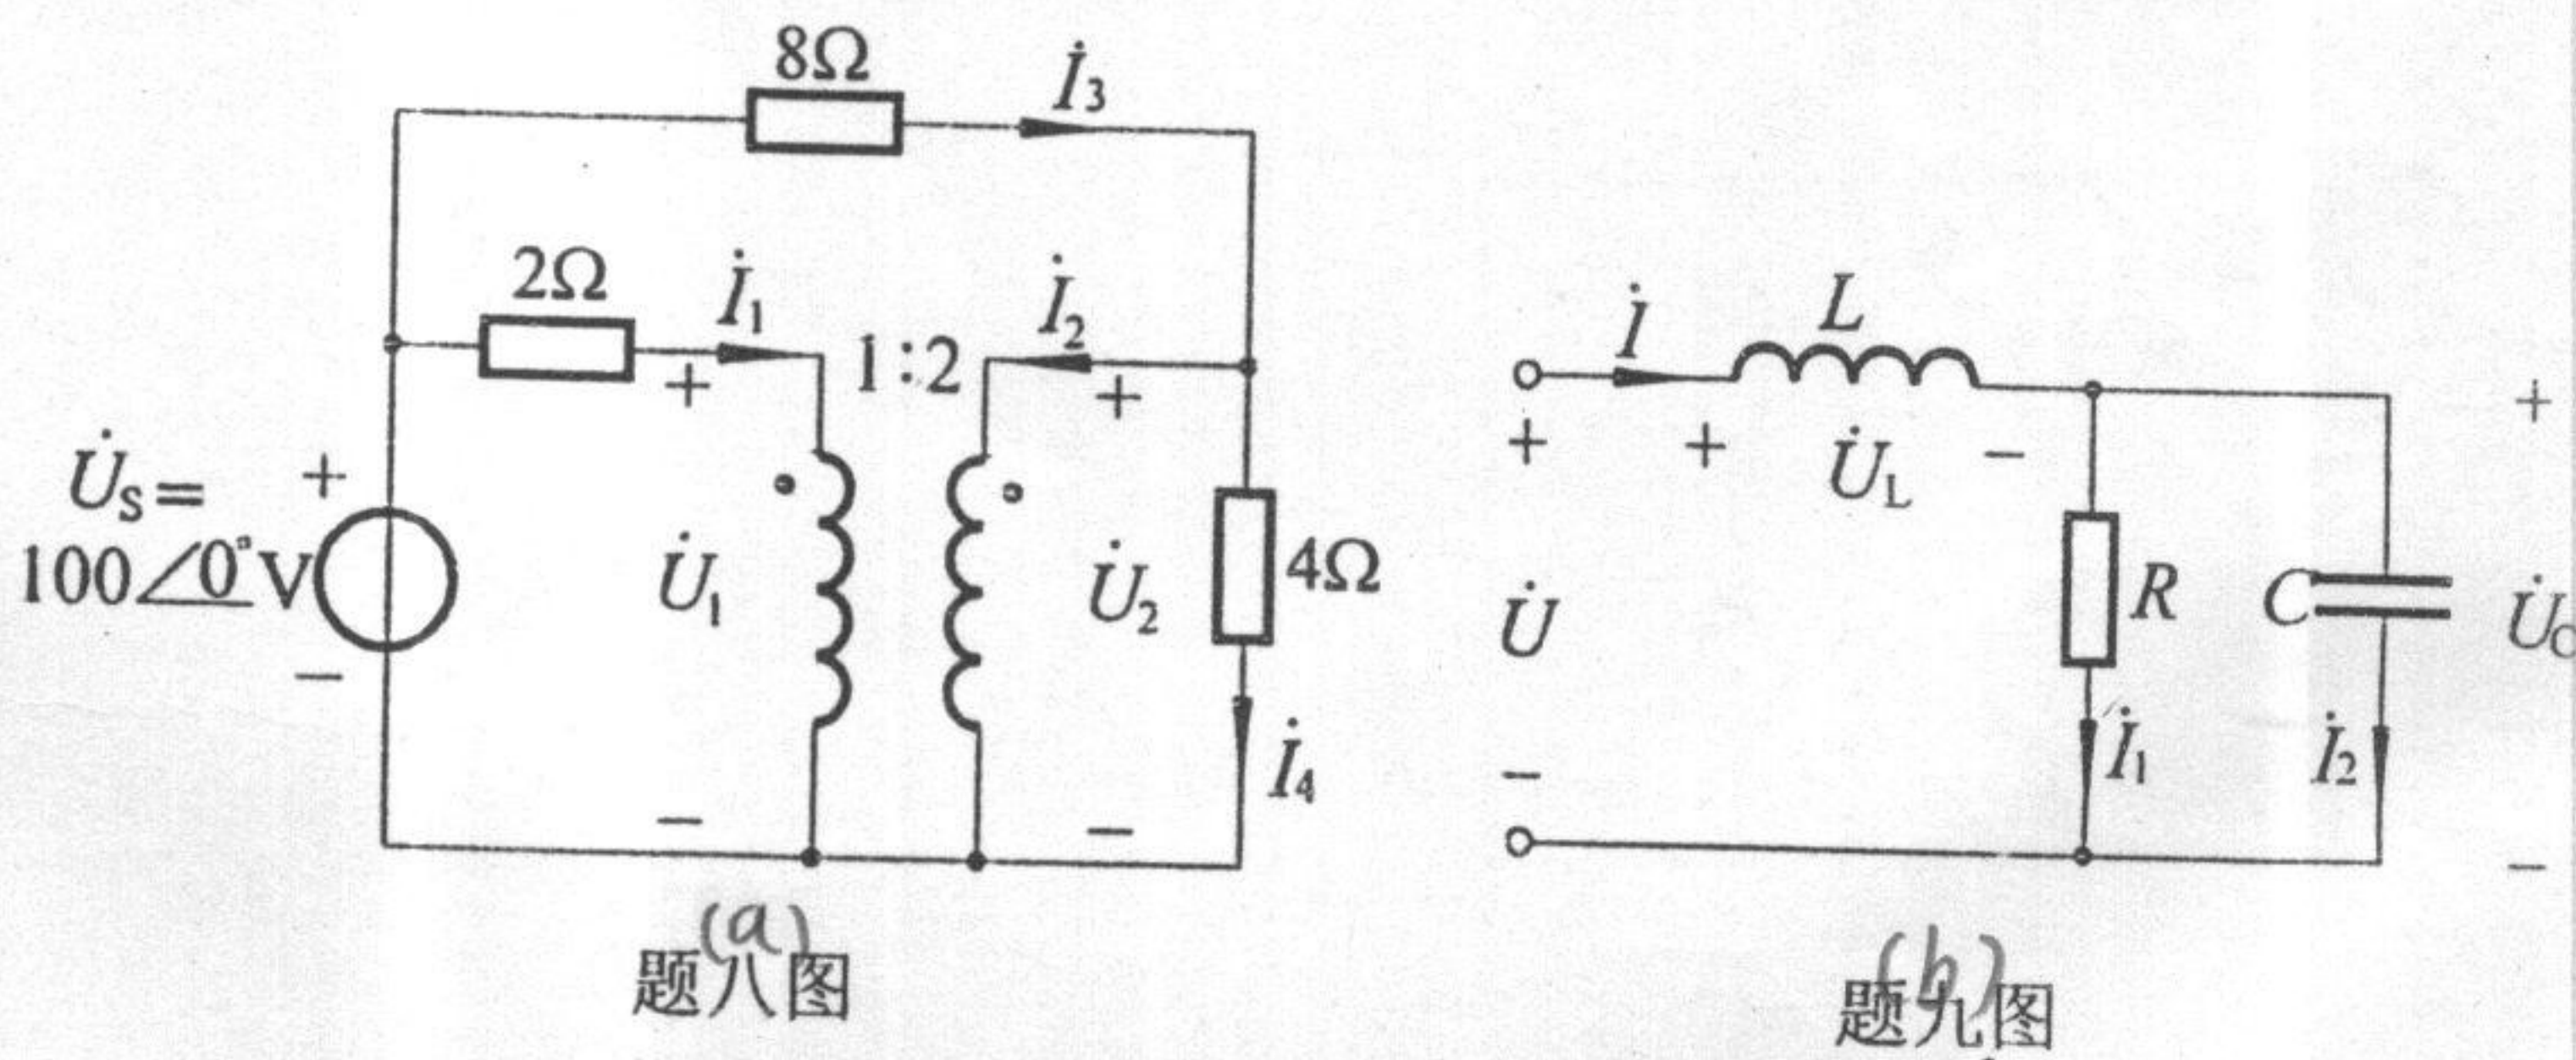 8Ω
İ₃
2Ω
İ₁
1:2
İ₂
+
+
U̇S=
100∠0°V
+
−
U̇₁
−
U̇₂
−
4Ω
İ₄
(a)
题八图
İ
L
+
+
U̇L
−
+
U̇
−
R
C
U̇C
İ₁
İ₂
−
(b)
题九图